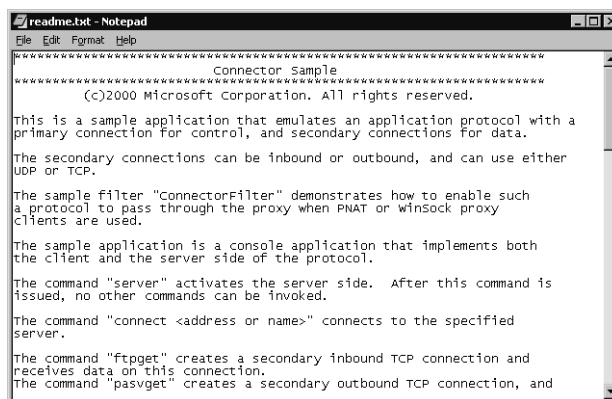 readme.txt - Notepad
File Edit Format Help
*********************************************************************
Connector Sample
*********************************************************************
(c)2000 Microsoft Corporation. All rights reserved.
This is a sample application that emulates an application protocol with a
primary connection for control, and secondary connections for data.
The secondary connections can be inbound or outbound, and can use either
UDP or TCP.
The sample filter "ConnectorFilter" demonstrates how to enable such
a protocol to pass through the proxy when PNAT or WinSock proxy
clients are used.
The sample application is a console application that implements both
the client and the server side of the protocol.
The command "server" activates the server side.  After this command is
issued, no other commands can be invoked.
The command "connect <address or name>" connects to the specified
server.
The command "ftpget" creates a secondary inbound TCP connection and
receives data on this connection.
The command "pasvget" creates a secondary outbound TCP connection, and